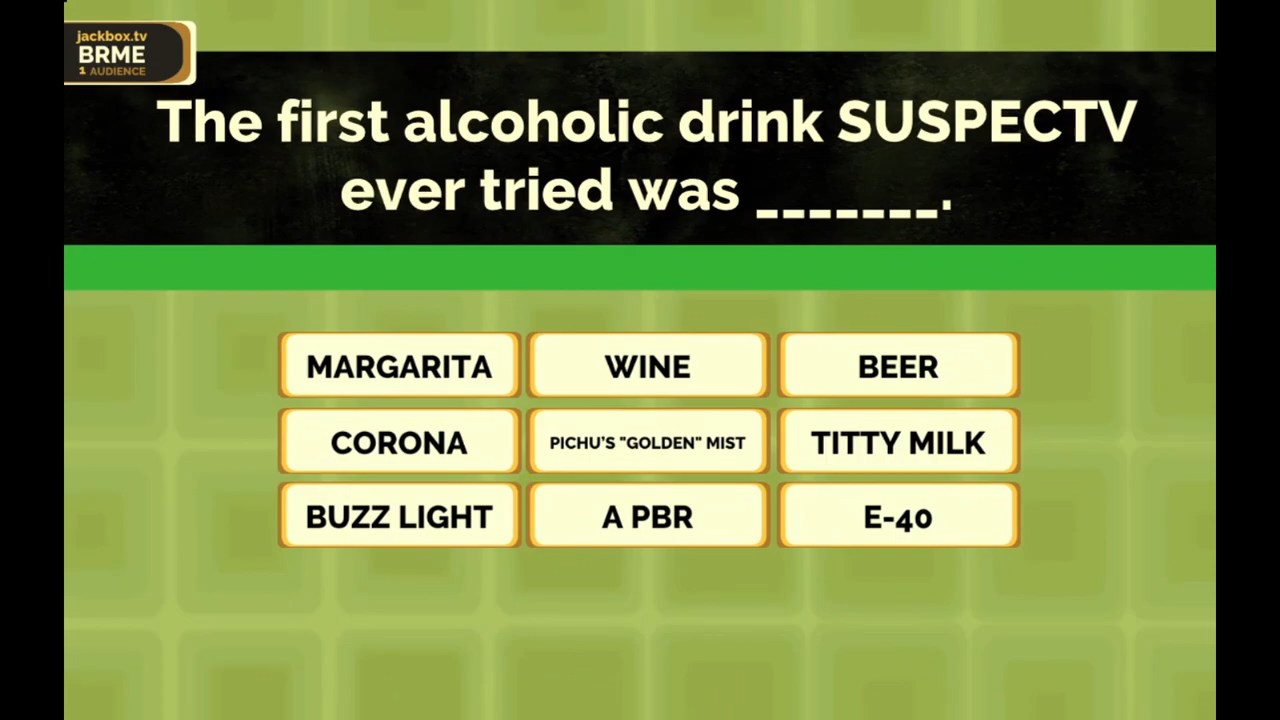 jackbox.tv
BRME
1 AUDIENCE
The first alcoholic drink SUSPECTV
ever tried was _______.
MARGARITA
WINE
BEER
CORONA
PICHU'S "GOLDEN" MIST
TITTY MILK
BUZZ LIGHT
A PBR
E-40